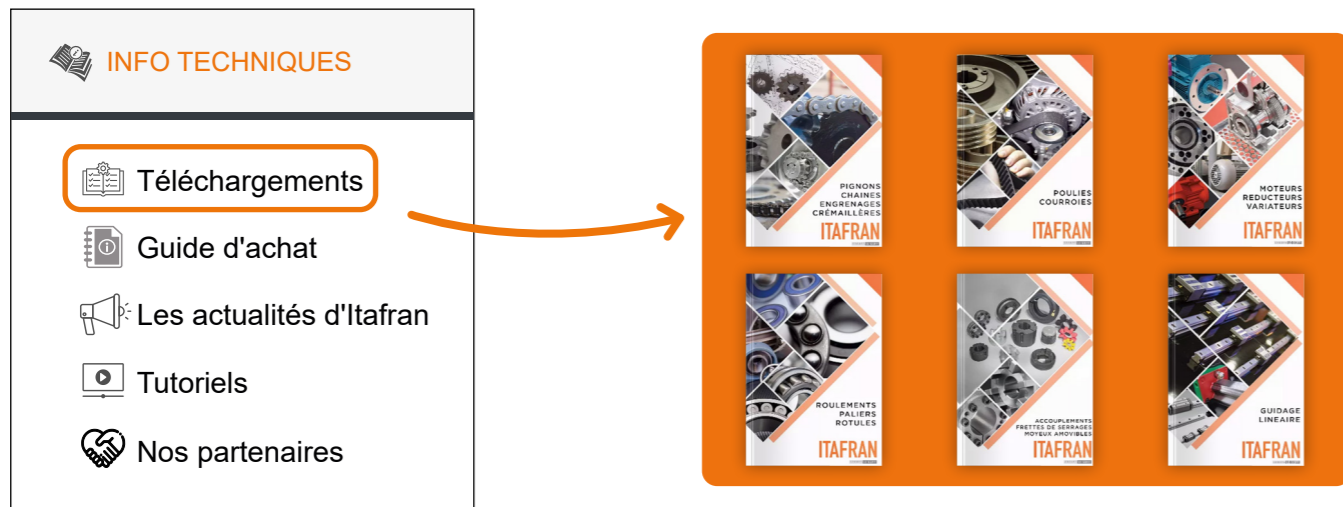 INFO TECHNIQUES
Téléchargements
Guide d'achat
Les actualités d'Itafran
Tutoriels
Nos partenaires
PIGNONS
CHAINES
ENGRENAGES
CRÉMAILLÈRES
ITAFRAN
POULIES
COURROIES
ITAFRAN
MOTEURS
REDUCTEURS
VARIATEURS
ITAFRAN
ROULEMENTS
PALIERS
ROTULES
ITAFRAN
ACCOUPLEMENTS
FRETTES DE SERRAGES
MOYEUX AMOVIBLES
ITAFRAN
GUIDAGE
LINEAIRE
ITAFRAN